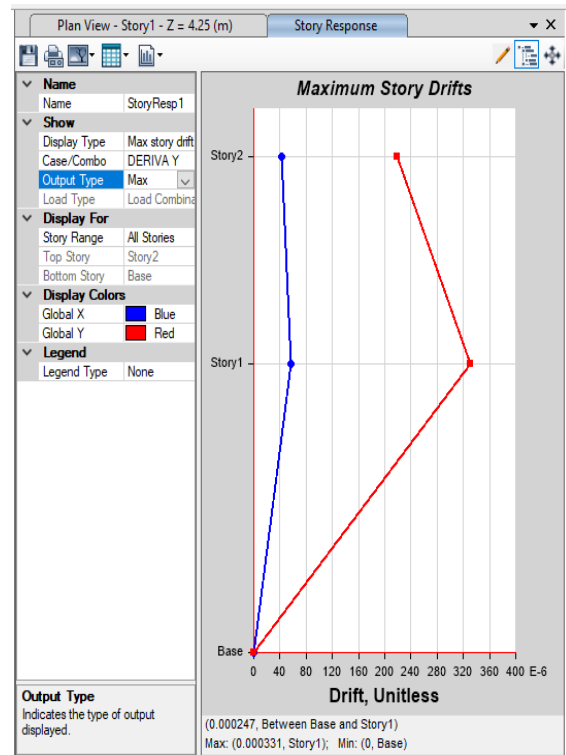 Plan View - Story1 - Z = 4.25 (m)
Story Response
Name
Name StoryResp1
Show
Display Type Max story drift
Case/Combo DERIVA Y
Output Type Max
Load Type Load Combina
Display For
Story Range All Stories
Top Story Story2
Bottom Story Base
Display Colors
Global X Blue
Global Y Red
Legend
Legend Type None
Output Type
Indicates the type of output
displayed.
Maximum Story Drifts
Story2
Story1
Base
0 40 80 120 160 200 240 280 320 360 400 E-6
Drift, Unitless
(0.000247, Between Base and Story1)
Max: (0.000331, Story1); Min: (0, Base)